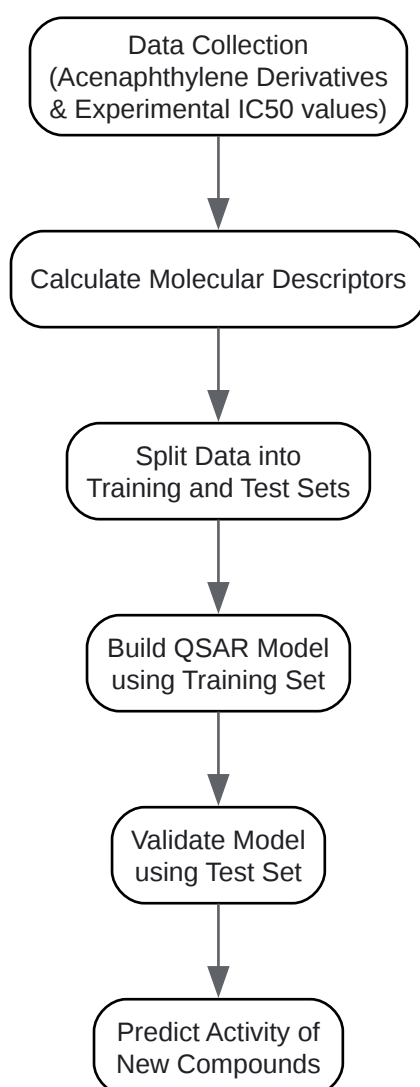 Data Collection
(Acenaphthylene Derivatives
& Experimental IC50 values)
Calculate Molecular Descriptors
Split Data into
Training and Test Sets
Build QSAR Model
using Training Set
Validate Model
using Test Set
Predict Activity of
New Compounds